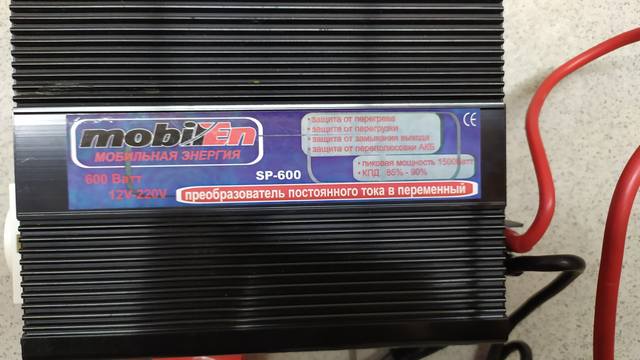 mobilEn
МОБИЛЬНАЯ ЭНЕРГИЯ
600 Ватт
12V-220V
SP-600
• защита от перегрева
• защита от перегрузки
• защита от замыкания выхода
• защита от переполюсовки АКБ
• пиковая мощность 1500Ватт
• КПД 85% - 90%
CE
преобразователь постоянного тока в переменный